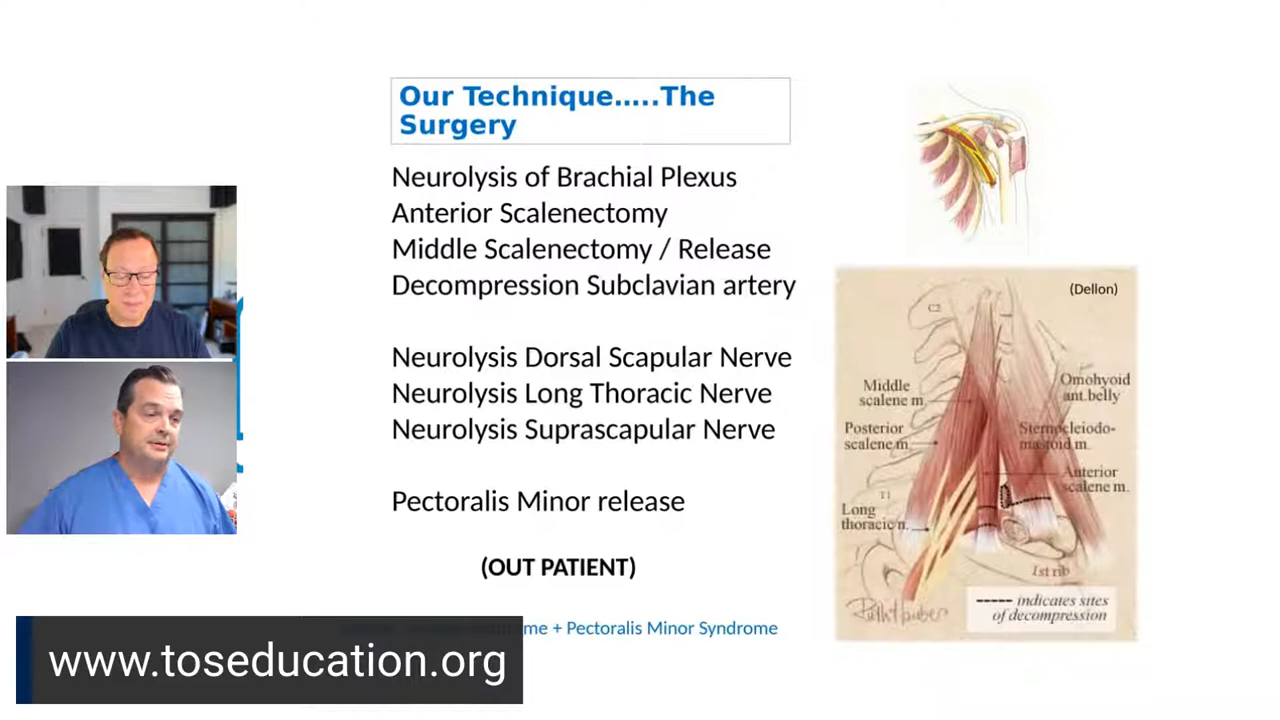 Our Technique.....The
Surgery
Neurolysis of Brachial Plexus
Anterior Scalenectomy
Middle Scalenectomy / Release
Decompression Subclavian artery
Neurolysis Dorsal Scapular Nerve
Neurolysis Long Thoracic Nerve
Neurolysis Suprascapular Nerve
Pectoralis Minor release
(OUT PATIENT)
+ Pectoralis Minor Syndrome
www.toseducation.org
(Dellon)
C2
Middle
scalene m.
Posterior
scalene m.
T1
Long
thoracic n.
Omohyoid
ant.belly
Sternocleiodo-
mastoid m.
Anterior
scalene m.
1st rib
indicates sites
of decompression